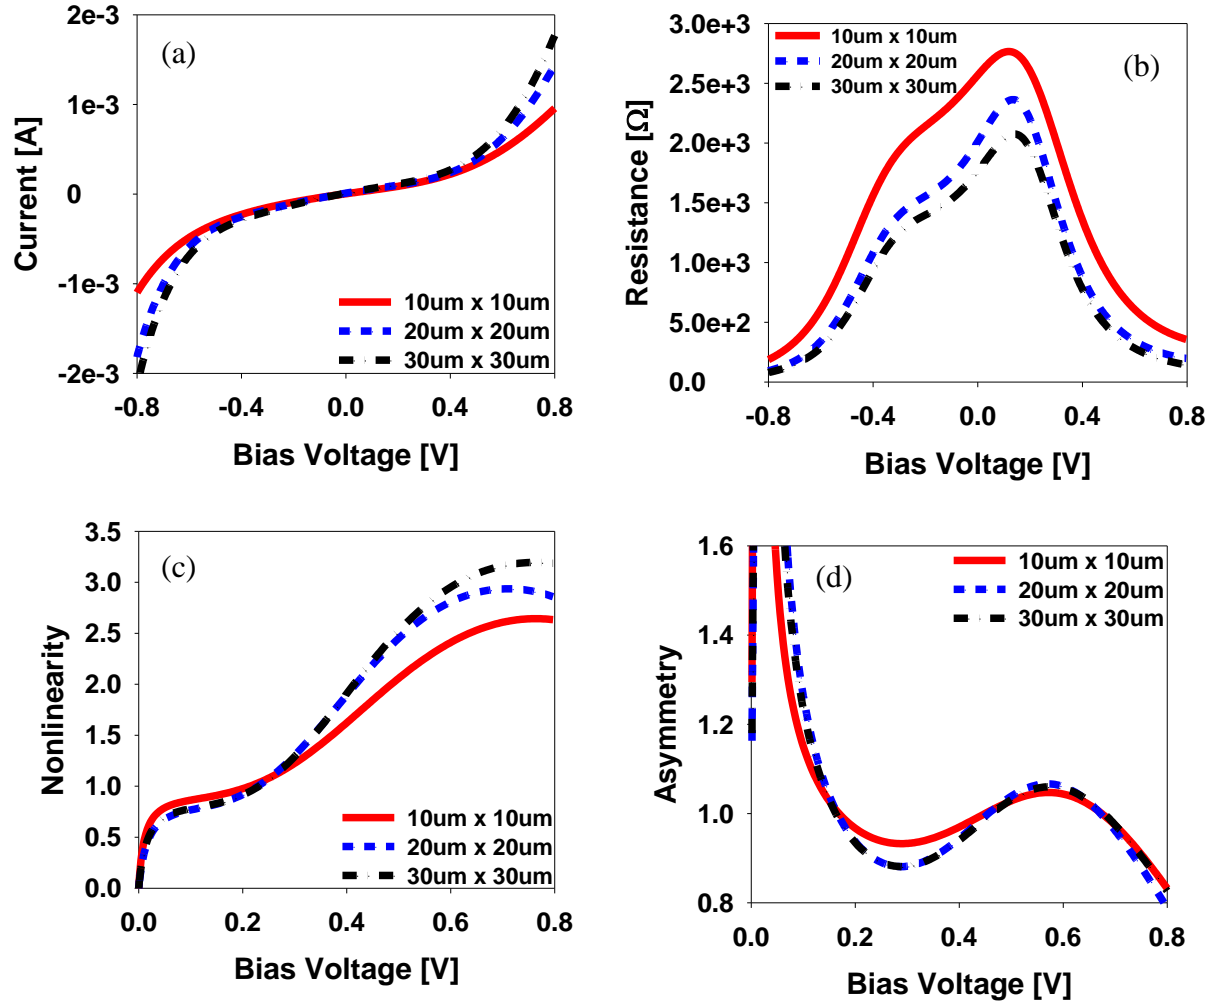 2e-3
1e-3
0
-1e-3
-2e-3
Current [A]
(a)
10um x 10um
20um x 20um
30um x 30um
-0.8 -0.4 0.0 0.4 0.8
Bias Voltage [V]
3.0e+3
2.5e+3
2.0e+3
1.5e+3
1.0e+3
5.0e+2
0.0
Resistance [Ω]
10um x 10um
20um x 20um
30um x 30um
(b)
-0.8 -0.4 0.0 0.4 0.8
Bias Voltage [V]
3.5
3.0
2.5
2.0
1.5
1.0
0.5
0.0
Nonlinearity
(c)
10um x 10um
20um x 20um
30um x 30um
0.0 0.2 0.4 0.6 0.8
Bias Voltage [V]
1.6
1.4
1.2
1.0
0.8
Asymmetry
(d)
10um x 10um
20um x 20um
30um x 30um
0.0 0.2 0.4 0.6 0.8
Bias Voltage [V]